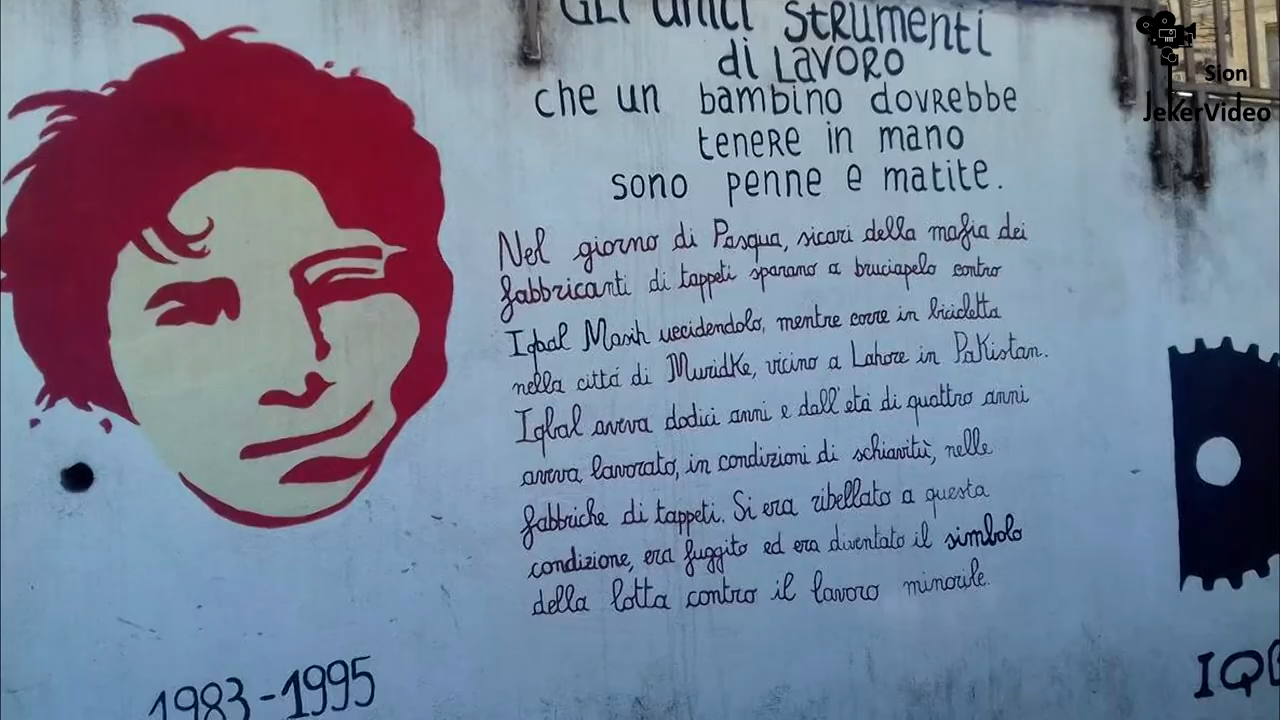 GLi unici StRumenti
di LAVORO
che un bambino dovRebbe
teneRe in mano
sono penne e matite.
Nel giorno di Pasqua, sicari della mafia dei
fabbricanti di tappeti sparano a bruciapelo contro
Iqbal Masih uccidendolo, mentre corre in bicicletta
nella cittá di Muridke, vicino a Lahore in Pakistan.
Iqbal aveva dodici anni e dall'etá di quattro anni
aveva lavorato, in condizioni di schiavitù, nelle
fabbriche di tappeti. Si era ribellato a questa
condizione, era fuggito ed era diventato il simbolo
della lotta contro il lavoro minorile.
1983-1995
IQB
Sion
JekerVideo